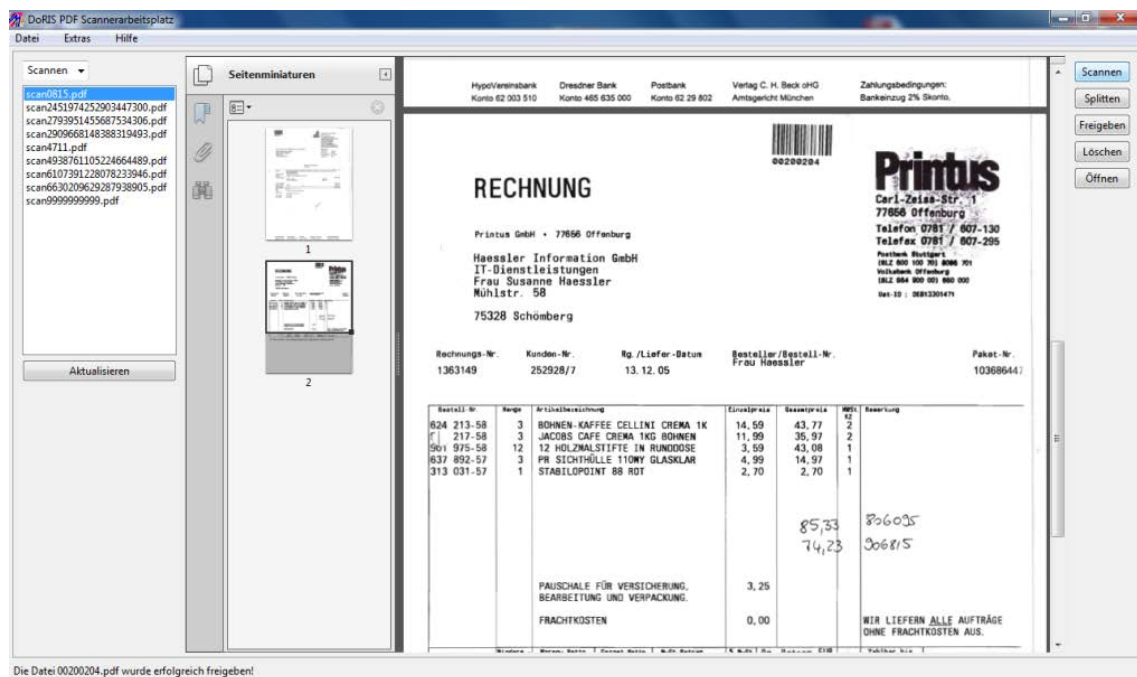 DoRIS PDF Scannerarbeitsplatz
Datei Extras Hilfe
Scannen
scan0815.pdf
scan2451974252903447300.pdf
scan2793951455687534306.pdf
scan2909668148388319493.pdf
scan4711.pdf
scan4938761105224664489.pdf
scan6107391228078233946.pdf
scan6630209629287938905.pdf
scan9999999999.pdf
Aktualisieren
Seitenminiaturen
1
2
HypoVereinsbank Dresdner Bank Postbank Verlag C. H. Beck oHG Zahlungsbedingungen:
Konto 62 003 510 Konto 465 635 000 Konto 62 29 802 Amtsgericht München Bankeinzug 2% Skonto,
00200204
Printus
RECHNUNG
Carl-Zeiss-Str. 1
77656 Offenburg
Telefon 0781 / 607-130
Telefax 0781 / 607-295
Postbank Stuttgart
Volksbank Offenburg
Printus GmbH • 77656 Offenburg
Haessler Information GmbH
IT-Dienstleistungen
Frau Susanne Haessler
Mühlstr. 58
75328 Schömberg
Rechnungs-Nr. Kunden-Nr. Rg./Liefer-Datum Besteller/Bestell-Nr. Paket-Nr.
Frau Haessler
1363149 252928/7 13.12.05 10368644
Bestell-Nr. Menge Artikelbezeichnung Einzelpreis Gesamtpreis MWSt. KZ Bemerkung
624 213-58 3 BOHNEN-KAFFEE CELLINI CREMA 1K 14,59 43,77 2
217-58 3 JACOBS CAFE CREMA 1KG BOHNEN 11,99 35,97 2
901 975-58 12 12 HOLZMALSTIFTE IN RUNDDOSE 3,59 43,08 1
637 892-57 3 PR SICHTHÜLLE 110MY GLASKLAR 4,99 14,97 1
313 031-57 1 STABILOPOINT 88 ROT 2,70 2,70 1
85,33 806095
74,23 906815
PAUSCHALE FÜR VERSICHERUNG, 3,25
BEARBEITUNG UND VERPACKUNG.
FRACHTKOSTEN 0,00 WIR LIEFERN ALLE AUFTRÄGE
OHNE FRACHTKOSTEN AUS.
Scannen
Splitten
Freigeben
Löschen
Öffnen
Die Datei 00200204.pdf wurde erfolgreich freigeben!